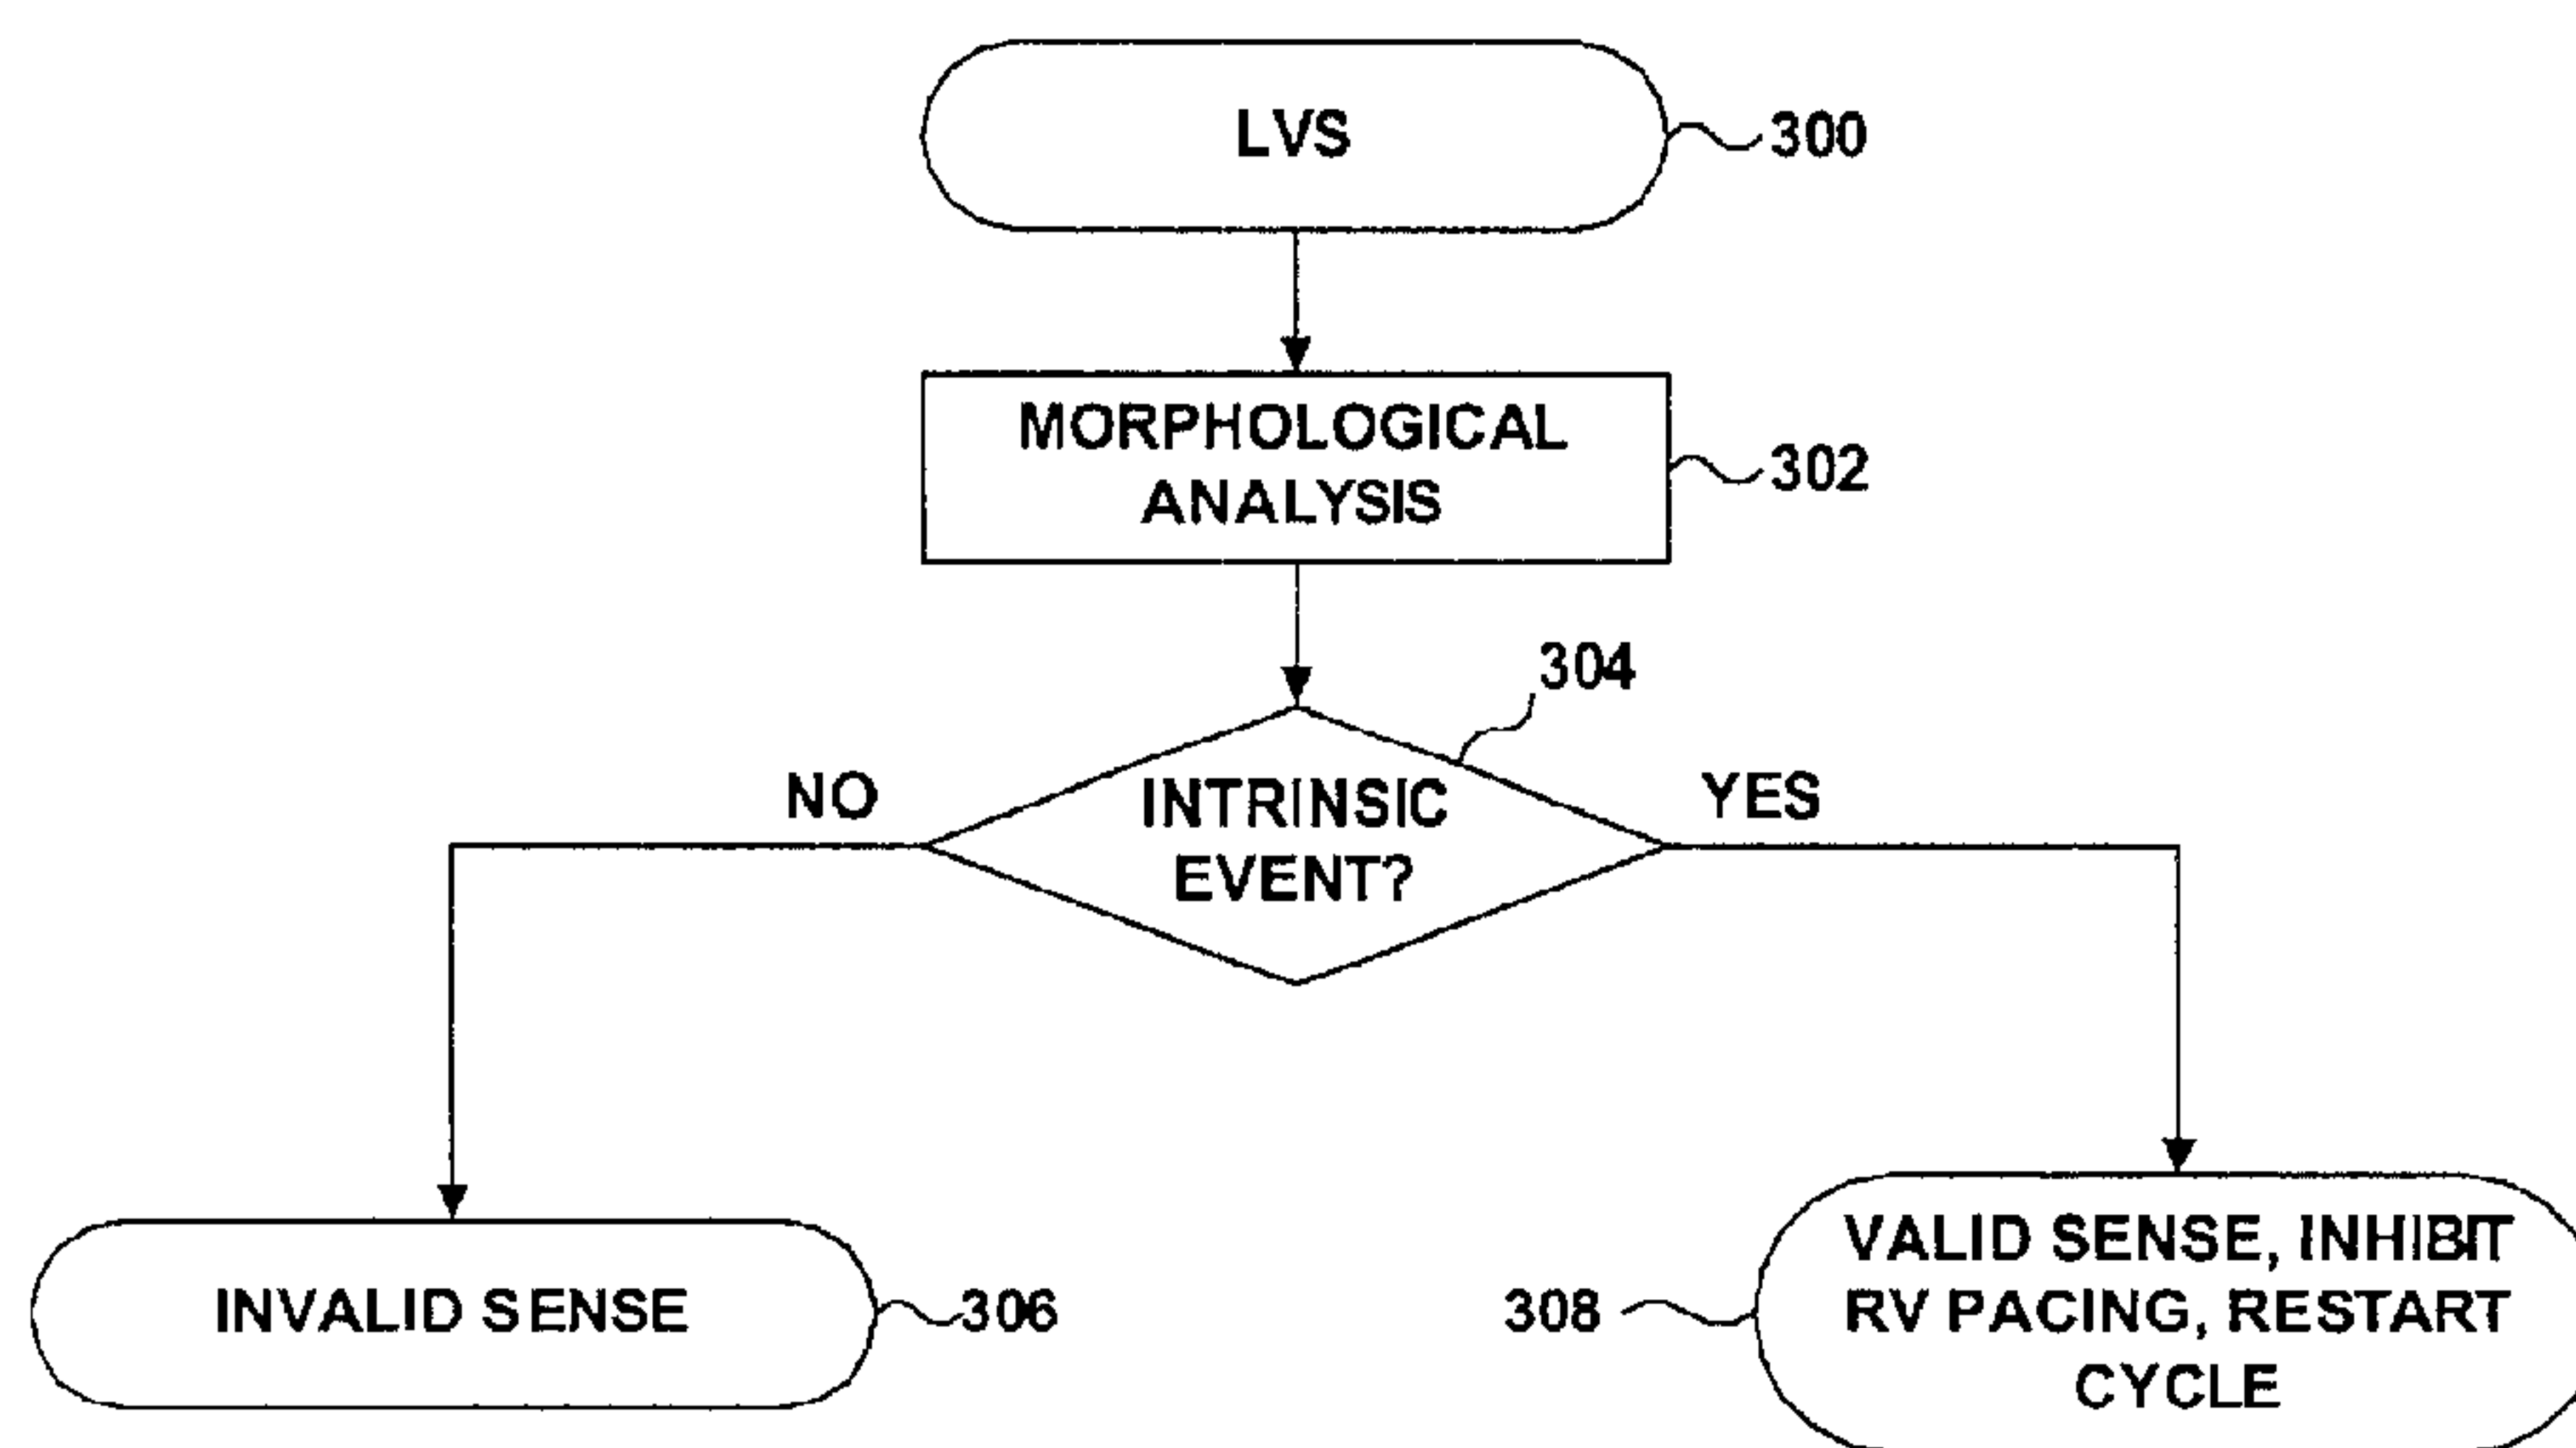 LVS
300
MORPHOLOGICAL
ANALYSIS
302
304
NO
INTRINSIC
EVENT?
YES
INVALID SENSE
306
308
VALID SENSE, INHIBIT
RV PACING, RESTART
CYCLE